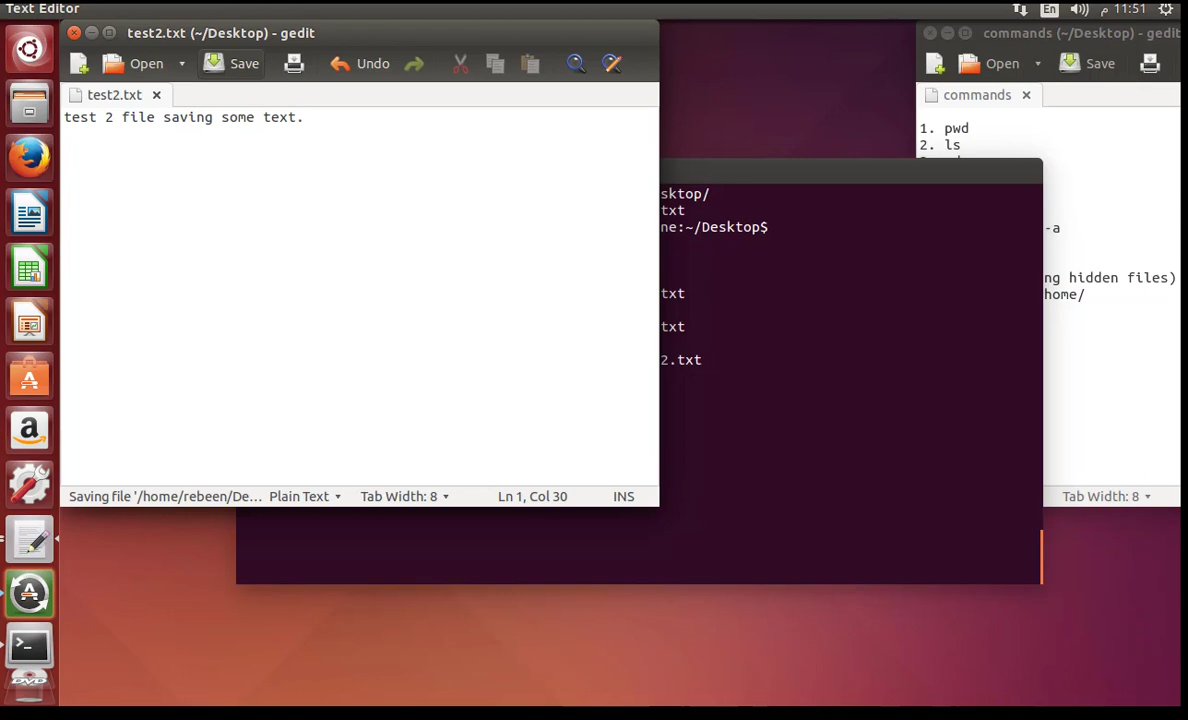 Text Editor
En
م 11:51
test2.txt (~/Desktop) - gedit
Open
Save
Undo
test2.txt
test 2 file saving some text.
Saving file '/home/rebeen/De...
Plain Text
Tab Width: 8
Ln 1, Col 30
INS
commands (~/Desktop) - gedit
Open
Save
commands
1. pwd
2. ls
-a
ng hidden files)
home/
Tab Width: 8
sktop/
txt
ne:~/Desktop$
txt
txt
2.txt